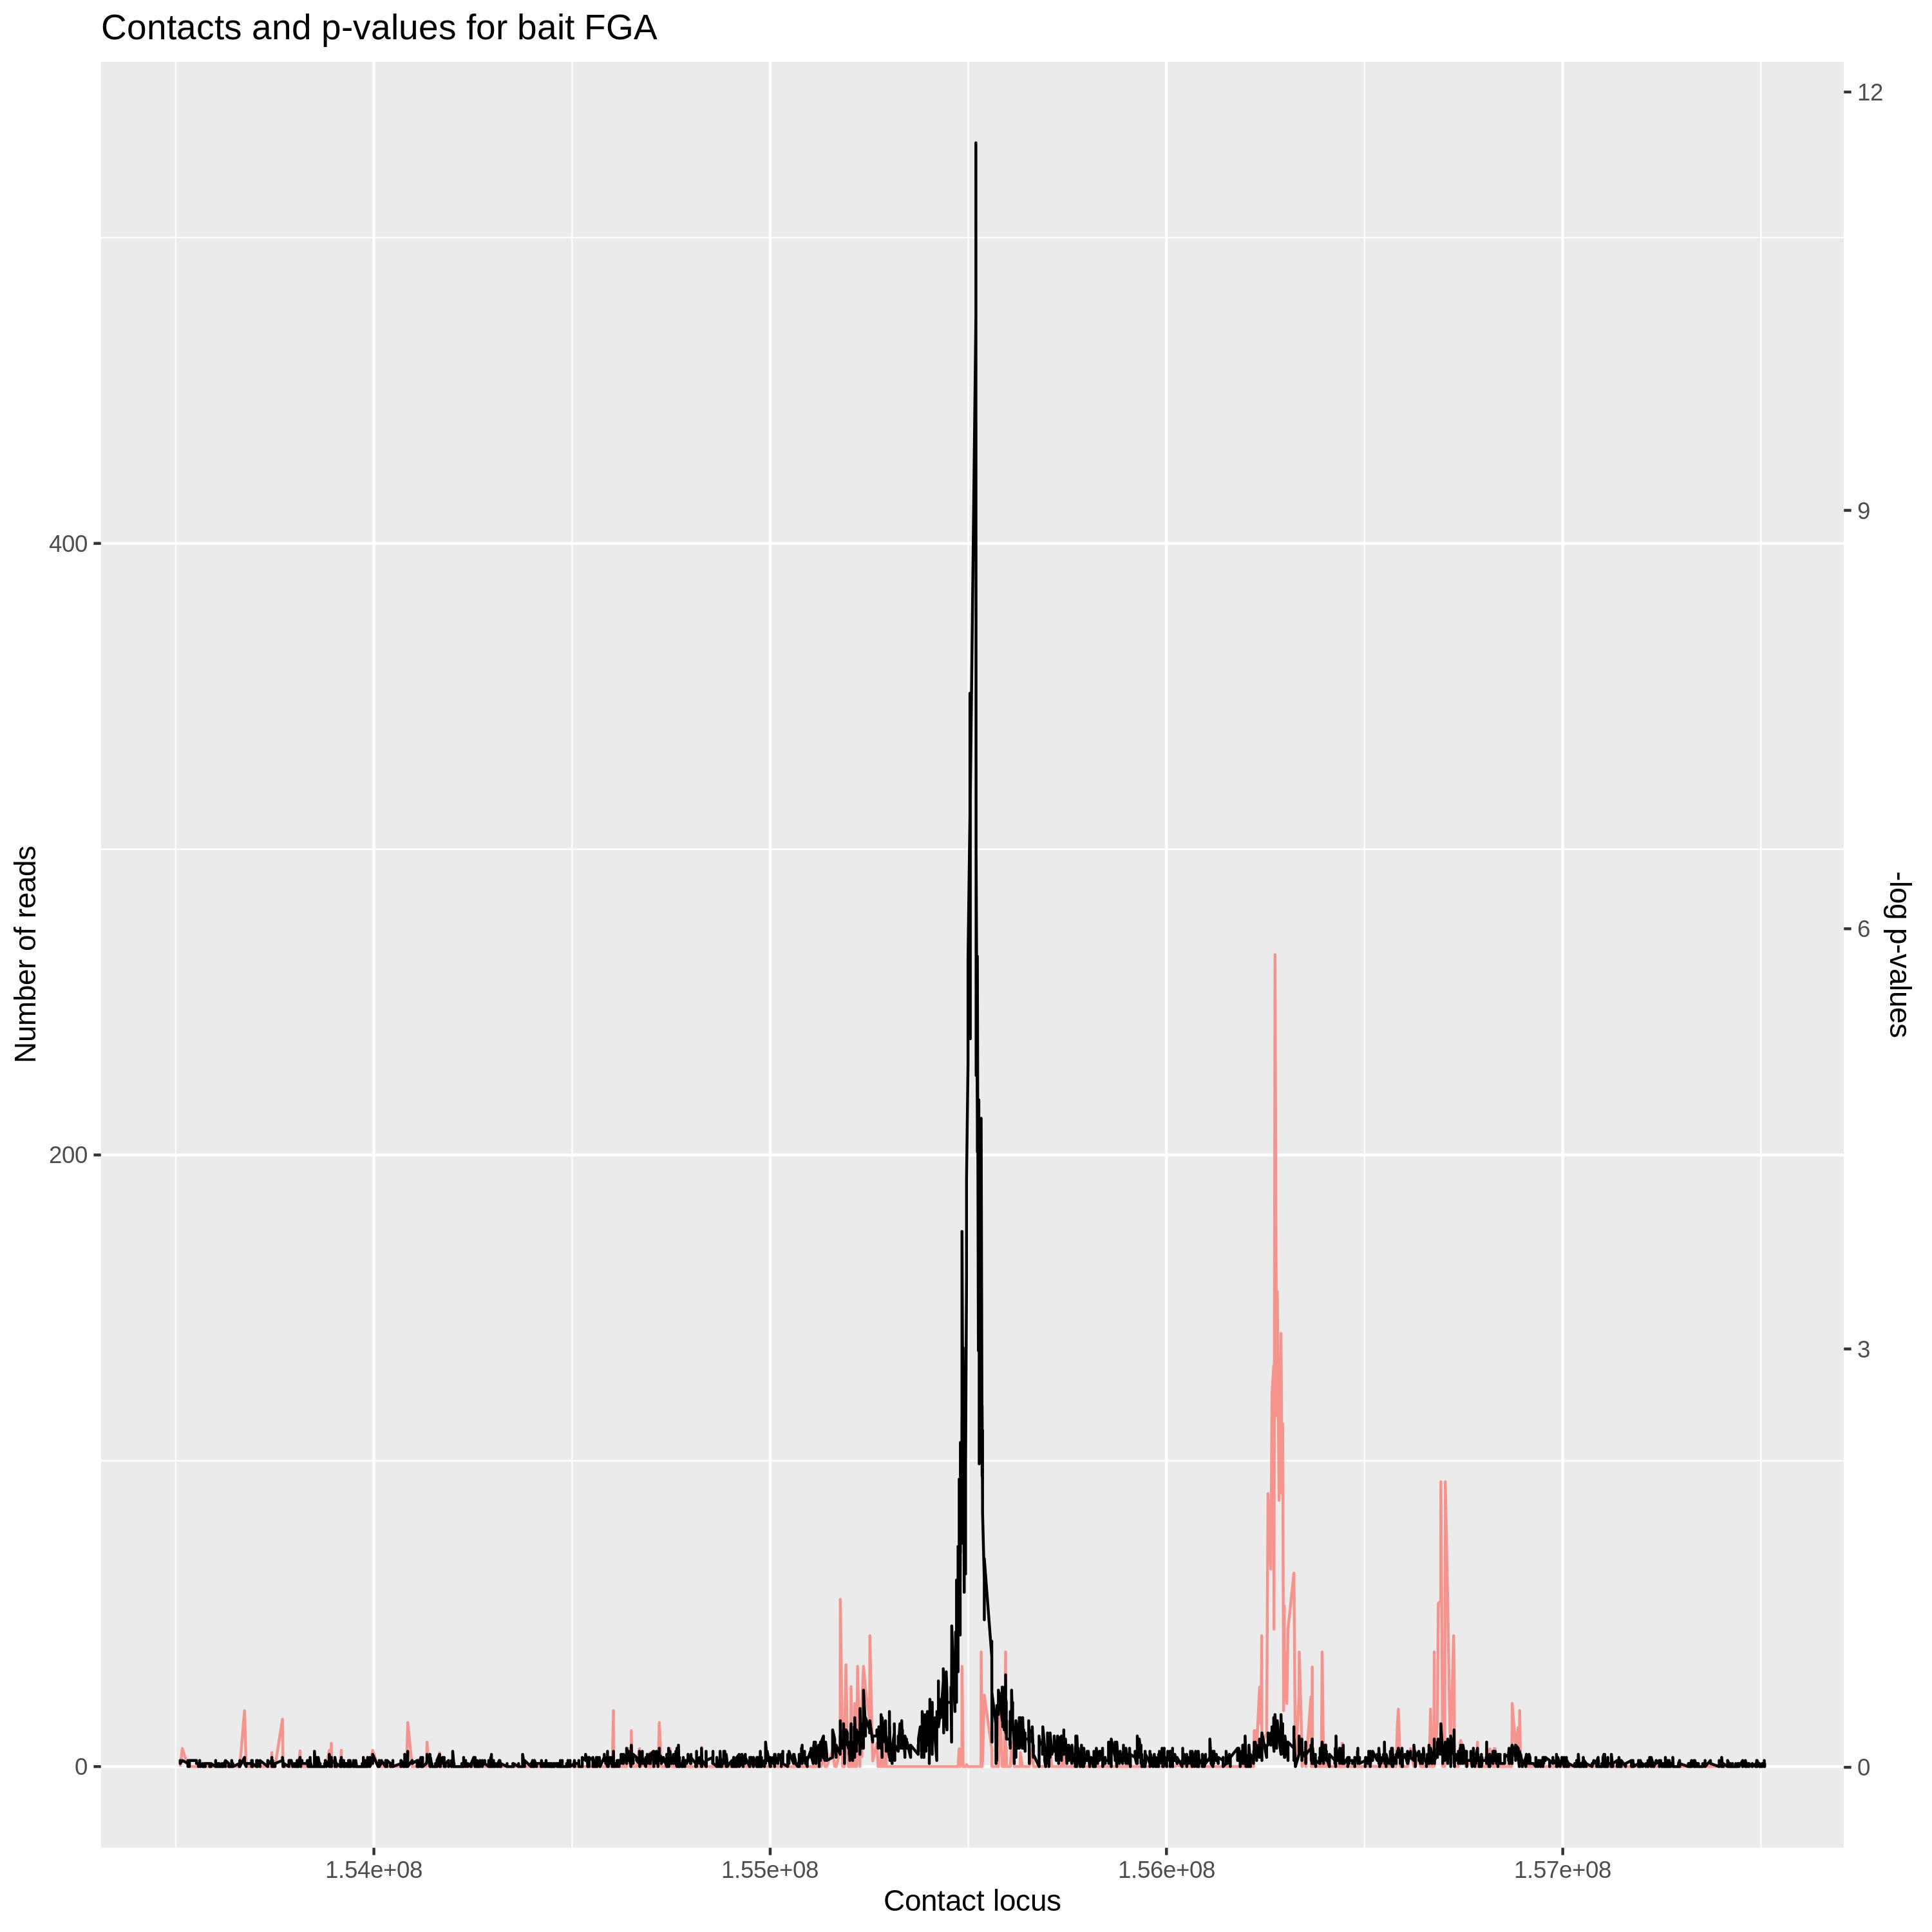 Contacts and p-values for bait FGA
12
9
6
3
0
-log p-values
400
200
0
Number of reads
1.54e+08 1.55e+08 1.56e+08 1.57e+08
Contact locus